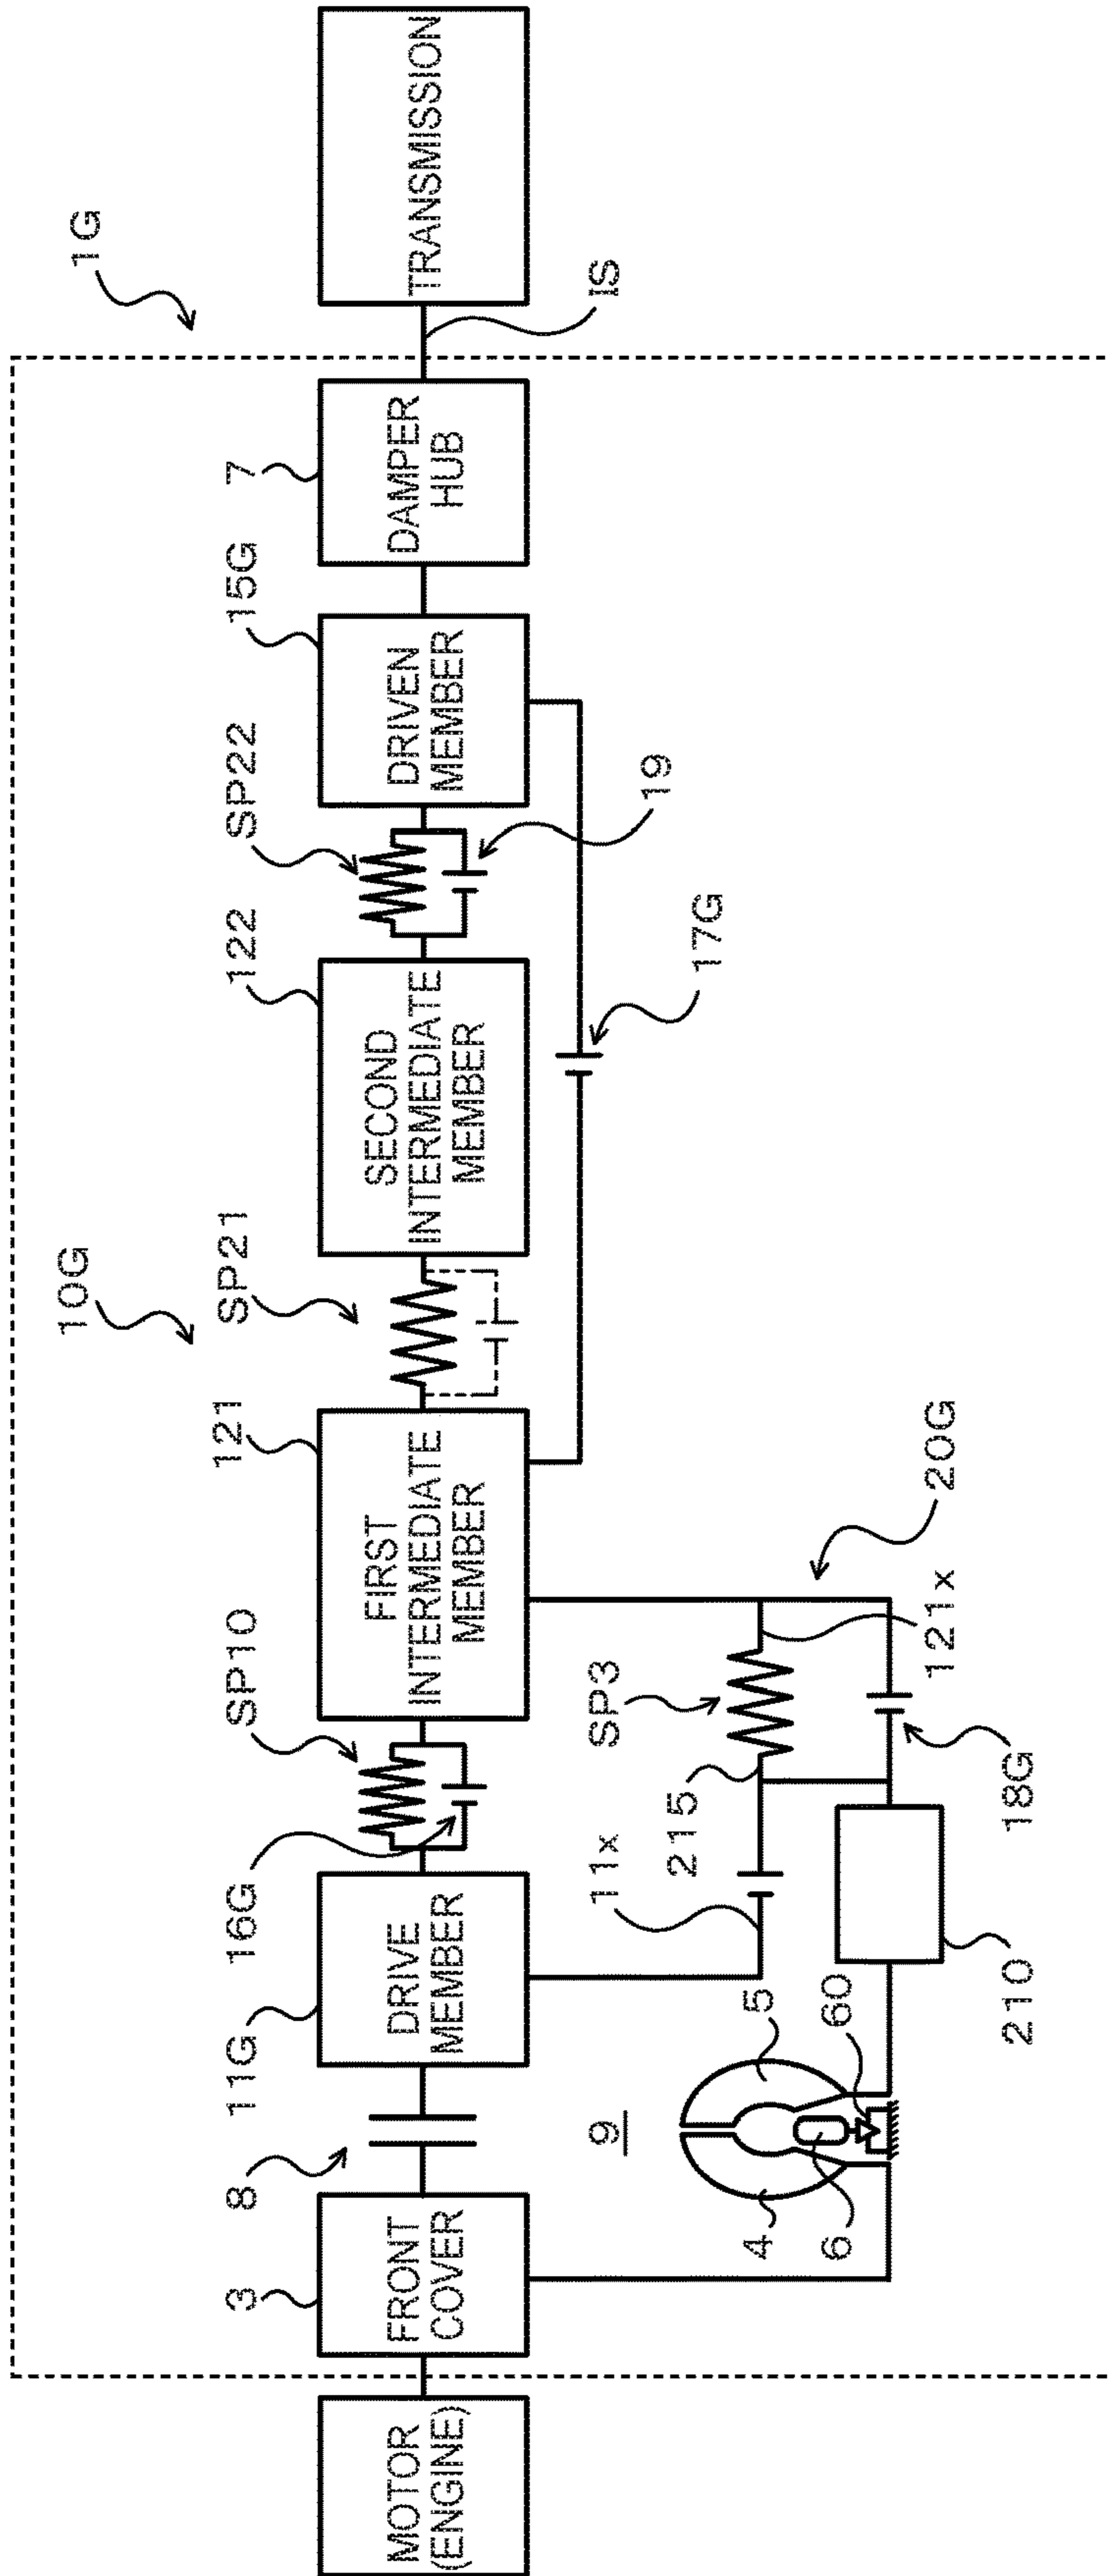 1G
10G
3
8
11G
16G
SP10
121
SP21
122
SP22
15G
7
MOTOR
(ENGINE)
FRONT
COVER
DRIVE
MEMBER
FIRST
INTERMEDIATE
MEMBER
SECOND
INTERMEDIATE
MEMBER
DRIVEN
MEMBER
DAMPER
HUB
TRANSMISSION
IS
19
17G
9
11x
215
SP3
20G
121x
4
6
5
60
210
18G